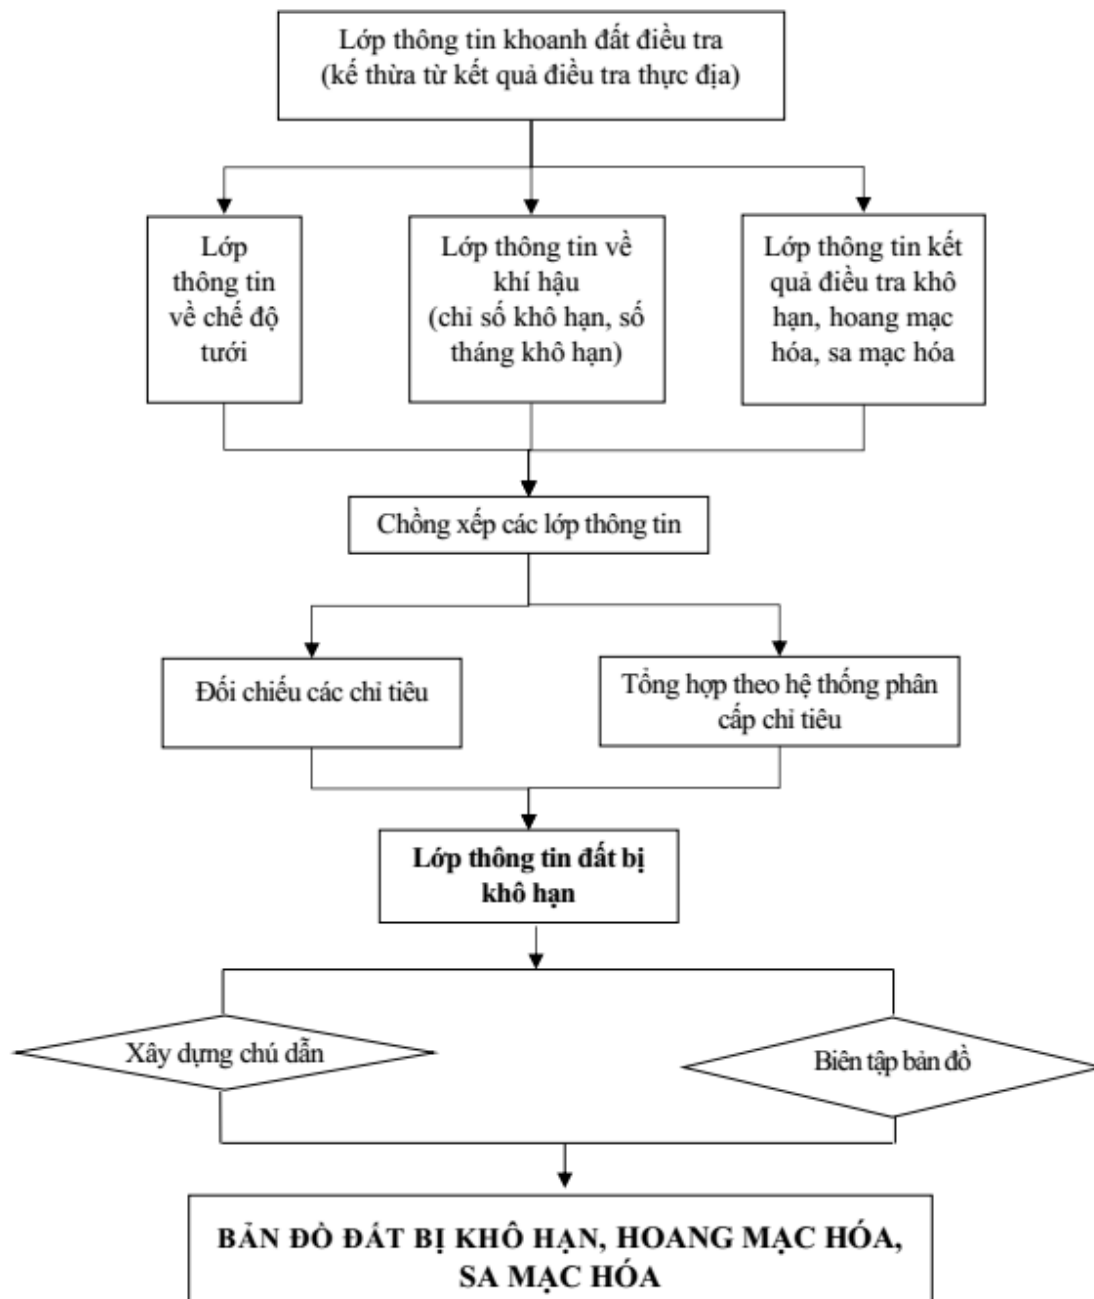 Lớp thông tin khoanh đất điều tra
(kế thừa từ kết quả điều tra thực địa)
Lớp
thông tin
về chế độ
tưới
Lớp thông tin về
khí hậu
(chỉ số khô hạn, số
tháng khô hạn)
Lớp thông tin kết
quả điều tra khô
hạn, hoang mạc
hóa, sa mạc hóa
Chồng xếp các lớp thông tin
Đối chiếu các chỉ tiêu
Tổng hợp theo hệ thống phân
cấp chỉ tiêu
Lớp thông tin đất bị
khô hạn
Xây dựng chú dẫn
Biên tập bản đồ
BẢN ĐỒ ĐẤT BỊ KHÔ HẠN, HOANG MẠC HÓA,
SA MẠC HÓA